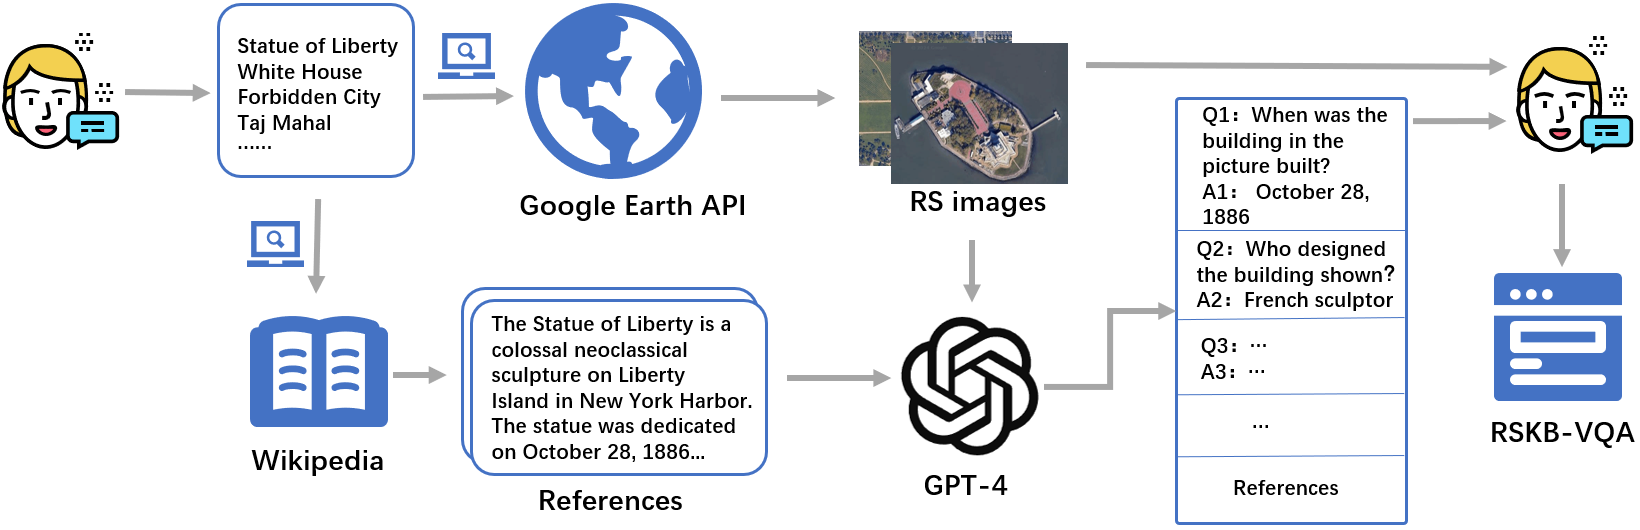 Statue of Liberty
White House
Forbidden City
Taj Mahal
······
Google Earth API
RS images
Wikipedia
The Statue of Liberty is a
colossal neoclassical
sculpture on Liberty
Island in New York Harbor.
The statue was dedicated
on October 28, 1886...
References
GPT-4
Q1: When was the
building in the
picture built?
A1: October 28,
1886
Q2: Who designed
the building shown?
A2: French sculptor
Q3: ···
A3: ···
···
References
RSKB-VQA